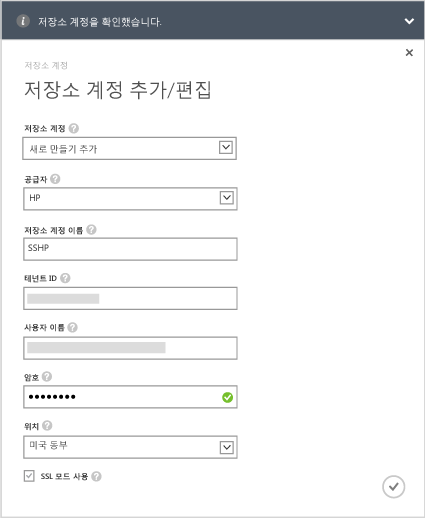 저장소 계정을 확인했습니다.
저장소 계정
저장소 계정 추가/편집
저장소 계정
새로 만들기 추가
공급자
HP
저장소 계정 이름
SSHP
테넌트 ID
사용자 이름
암호
위치
미국 동부
SSL 모드 사용